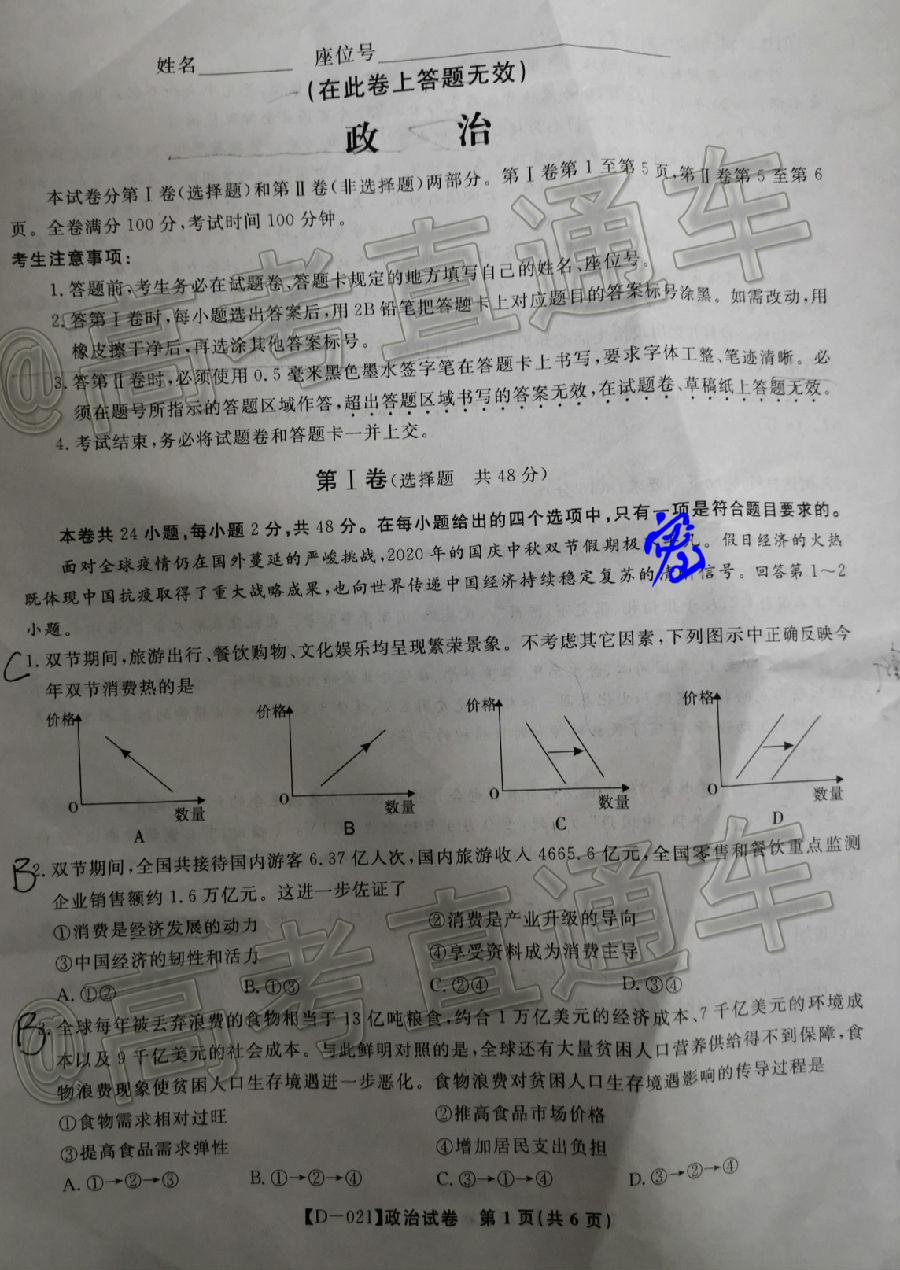 姓名________ 座位号________
(在此卷上答题无效)
政 治
本试卷分第Ⅰ卷(选择题)和第Ⅱ卷(非选择题)两部分。第Ⅰ卷第1至第5页,第Ⅱ卷第5至第6
页。全卷满分100分,考试时间100分钟。
考生注意事项:
1.答题前,考生务必在试题卷、答题卡规定的地方填写自己的姓名、座位号。
2.答第Ⅰ卷时,每小题选出答案后,用2B铅笔把答题卡上对应题目的答案标号涂黑。如需改动,用
橡皮擦干净后,再选涂其他答案标号。
3.答第Ⅱ卷时,必须使用0.5毫米黑色墨水签字笔在答题卡上书写,要求字体工整、笔迹清晰。必
须在题号所指示的答题区域作答,超出答题区域书写的答案无效,在试题卷、草稿纸上答题无效。
4.考试结束,务必将试题卷和答题卡一并上交。
第Ⅰ卷(选择题 共48分)
本卷共24小题,每小题2分,共48分。在每小题给出的四个选项中,只有一项是符合题目要求的。
面对全球疫情仍在国外蔓延的严峻挑战,2020年的国庆中秋双节假期极 。假日经济的火热
既体现中国抗疫取得了重大战略成果,也向世界传递中国经济持续稳定复苏的 信号。回答第1~2
小题。
C 1.双节期间,旅游出行、餐饮购物、文化娱乐均呈现繁荣景象。不考虑其它因素,下列图示中正确反映今
年双节消费热的是
价格 价格 价格 价格
O 数量 O 数量 O 数量 O 数量
A B C D
B 2.双节期间,全国共接待国内游客6.37亿人次,国内旅游收入4665.6亿元,全国零售和餐饮重点监测
企业销售额约1.6万亿元。这进一步佐证了
①消费是经济发展的动力 ②消费是产业升级的导向
③中国经济的韧性和活力 ④享受资料成为消费主导
A.①② B.①③ C.②④ D.③④
B 3.全球每年被丢弃浪费的食物相当于13亿吨粮食,约合1万亿美元的经济成本、7千亿美元的环境成
本以及9千亿美元的社会成本。与此鲜明对照的是,全球还有大量贫困人口营养供给得不到保障,食
物浪费现象使贫困人口生存境遇进一步恶化。食物浪费对贫困人口生存境遇影响的传导过程是
①食物需求相对过旺 ②推高食品市场价格
③提高食品需求弹性 ④增加居民支出负担
A.①→②→③ B.①→②→④ C.③→①→④ D.③→②→④
【D-021】政治试卷 第1页(共6页)
@高考直通车
@高考直通车